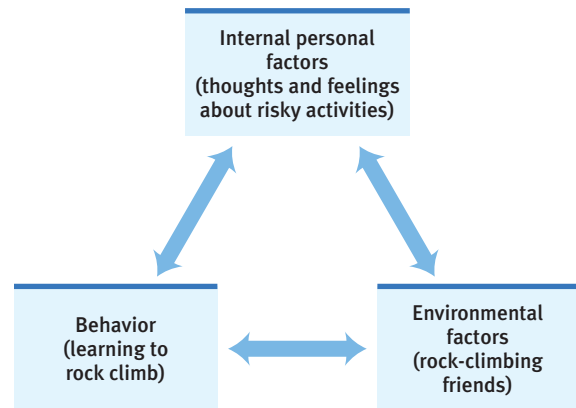 Internal personal
factors
(thoughts and feelings
about risky activities)
Behavior
(learning to
rock climb)
Environmental
factors
(rock-climbing
friends)